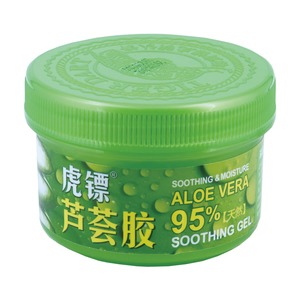 虎镖®
芦荟胶
SOOTHING & MOISTURE
ALOE VERA
95%【天然】
SOOTHING GEL